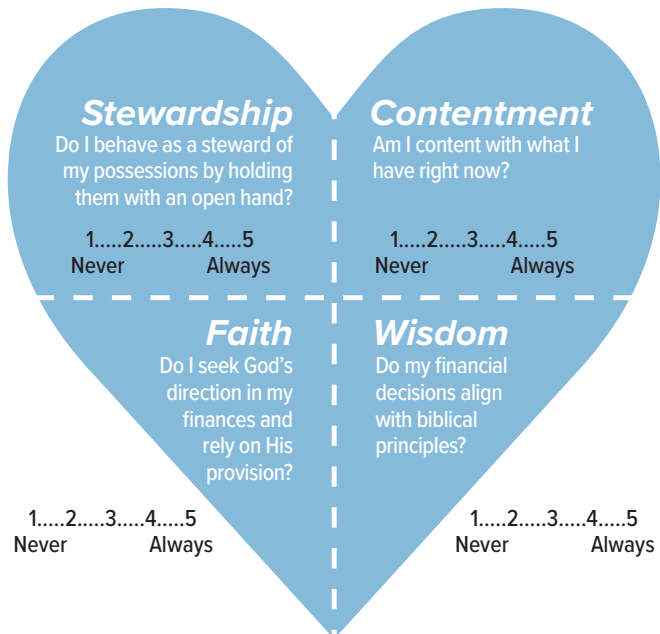 Stewardship
Do I behave as a steward of
my possessions by holding
them with an open hand?
1.....2.....3.....4.....5
Never Always
Contentment
Am I content with what I
have right now?
1.....2.....3.....4.....5
Never Always
Faith
Do I seek God’s
direction in my
finances and
rely on His
provision?
1.....2.....3.....4.....5
Never Always
Wisdom
Do my financial
decisions align
with biblical
principles?
1.....2.....3.....4.....5
Never Always